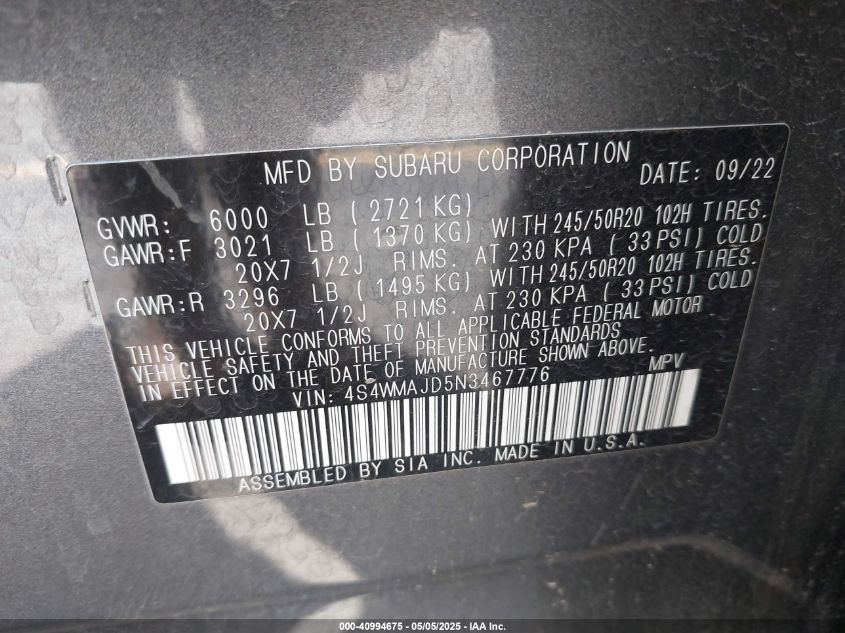 MFD BY SUBARU CORPORATION DATE: 09/22
GVWR: 6000 LB ( 2721 KG)
GAWR:F 3021 LB ( 1370 KG) WITH 245/50R20 102H TIRES.
20X7 1/2J RIMS. AT 230 KPA ( 33 PSI) COLD
GAWR:R 3296 LB ( 1495 KG) WITH 245/50R20 102H TIRES.
20X7 1/2J RIMS. AT 230 KPA ( 33 PSI) COLD
THIS VEHICLE CONFORMS TO ALL APPLICABLE FEDERAL MOTOR
VEHICLE SAFETY AND THEFT PREVENTION STANDARDS
IN EFFECT ON THE DATE OF MANUFACTURE SHOWN ABOVE.
VIN: 4S4WMAJD5N3467776 MPV
ASSEMBLED BY SIA INC. MADE IN U.S.A.
000-40994675 - 05/05/2025 - IAA Inc.